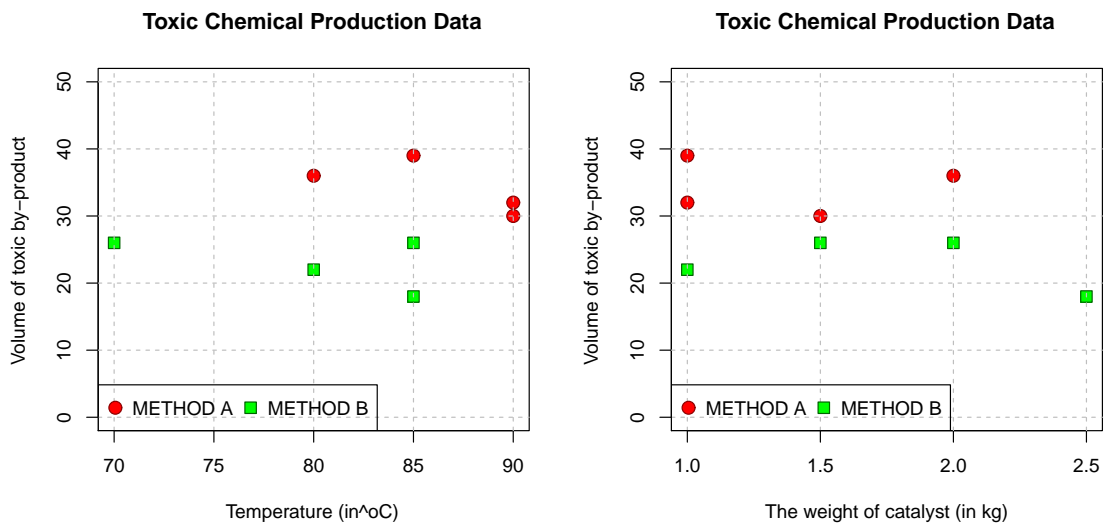 Toxic Chemical Production Data
Volume of toxic by−product
50
40
30
20
10
0
METHOD A METHOD B
70 75 80 85 90
Temperature (in^oC)
Toxic Chemical Production Data
Volume of toxic by−product
50
40
30
20
10
0
METHOD A METHOD B
1.0 1.5 2.0 2.5
The weight of catalyst (in kg)